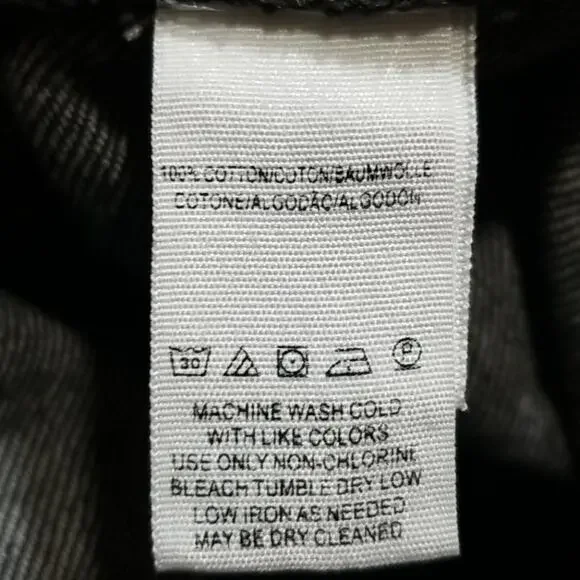 100% COTTON/COTON/BAUMWOLLE
COTONE/ALGODÃO/ALGODÓN
30 P
MACHINE WASH COLD
WITH LIKE COLORS
USE ONLY NON-CHLORINE
BLEACH TUMBLE DRY LOW
LOW IRON AS NEEDED
MAY BE DRY CLEANED